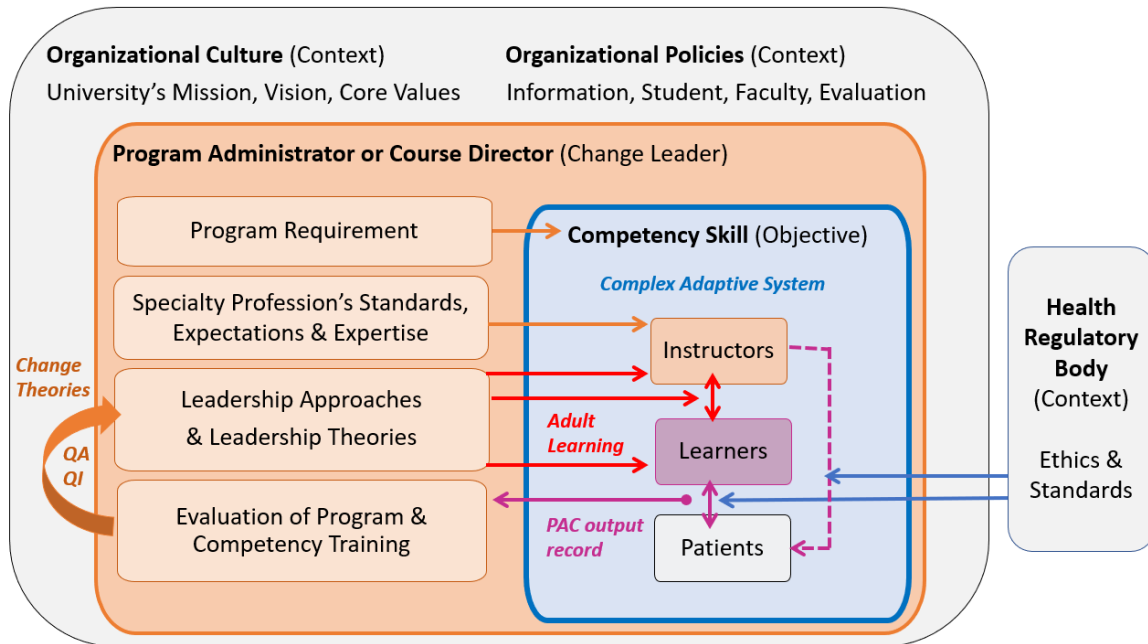 Organizational Culture (Context)
University's Mission, Vision, Core Values
Organizational Policies (Context)
Information, Student, Faculty, Evaluation
Program Administrator or Course Director (Change Leader)
Program Requirement
Specialty Profession's Standards,
Expectations & Expertise
Change
Theories
Leadership Approaches
& Leadership Theories
QA
QI
Evaluation of Program &
Competency Training
Competency Skill (Objective)
Complex Adaptive System
Instructors
Adult
Learning
Learners
PAC output
record
Patients
Health
Regulatory
Body
(Context)
Ethics &
Standards